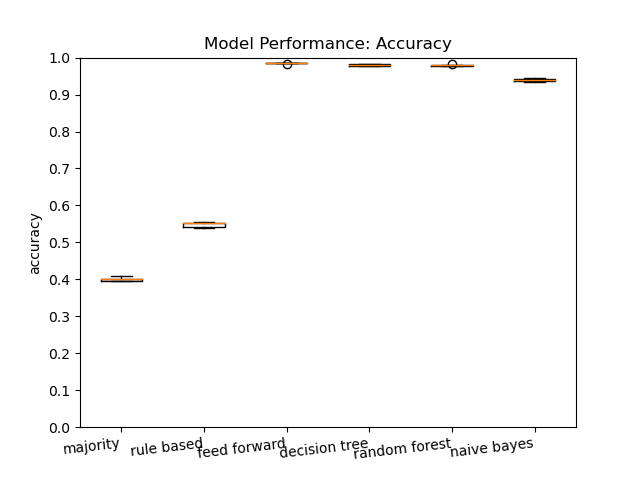 Model Performance: Accuracy
accuracy
1.0
0.9
0.8
0.7
0.6
0.5
0.4
0.3
0.2
0.1
0.0
majority
rule based
feed forward
decision tree
random forest
naive bayes